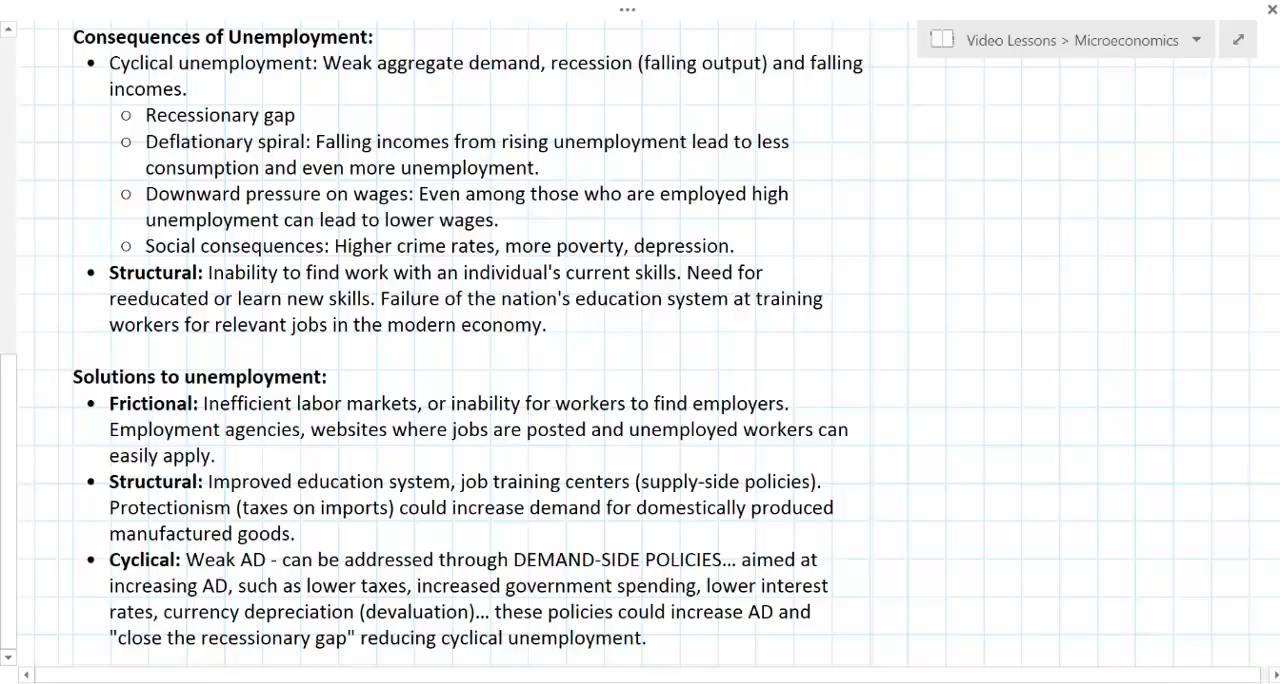 ...
Video Lessons > Microeconomics
Consequences of Unemployment:
• Cyclical unemployment: Weak aggregate demand, recession (falling output) and falling
incomes.
○ Recessionary gap
○ Deflationary spiral: Falling incomes from rising unemployment lead to less
consumption and even more unemployment.
○ Downward pressure on wages: Even among those who are employed high
unemployment can lead to lower wages.
○ Social consequences: Higher crime rates, more poverty, depression.
• Structural: Inability to find work with an individual's current skills. Need for
reeducated or learn new skills. Failure of the nation's education system at training
workers for relevant jobs in the modern economy.
Solutions to unemployment:
• Frictional: Inefficient labor markets, or inability for workers to find employers.
Employment agencies, websites where jobs are posted and unemployed workers can
easily apply.
• Structural: Improved education system, job training centers (supply-side policies).
Protectionism (taxes on imports) could increase demand for domestically produced
manufactured goods.
• Cyclical: Weak AD - can be addressed through DEMAND-SIDE POLICIES... aimed at
increasing AD, such as lower taxes, increased government spending, lower interest
rates, currency depreciation (devaluation)... these policies could increase AD and
"close the recessionary gap" reducing cyclical unemployment.